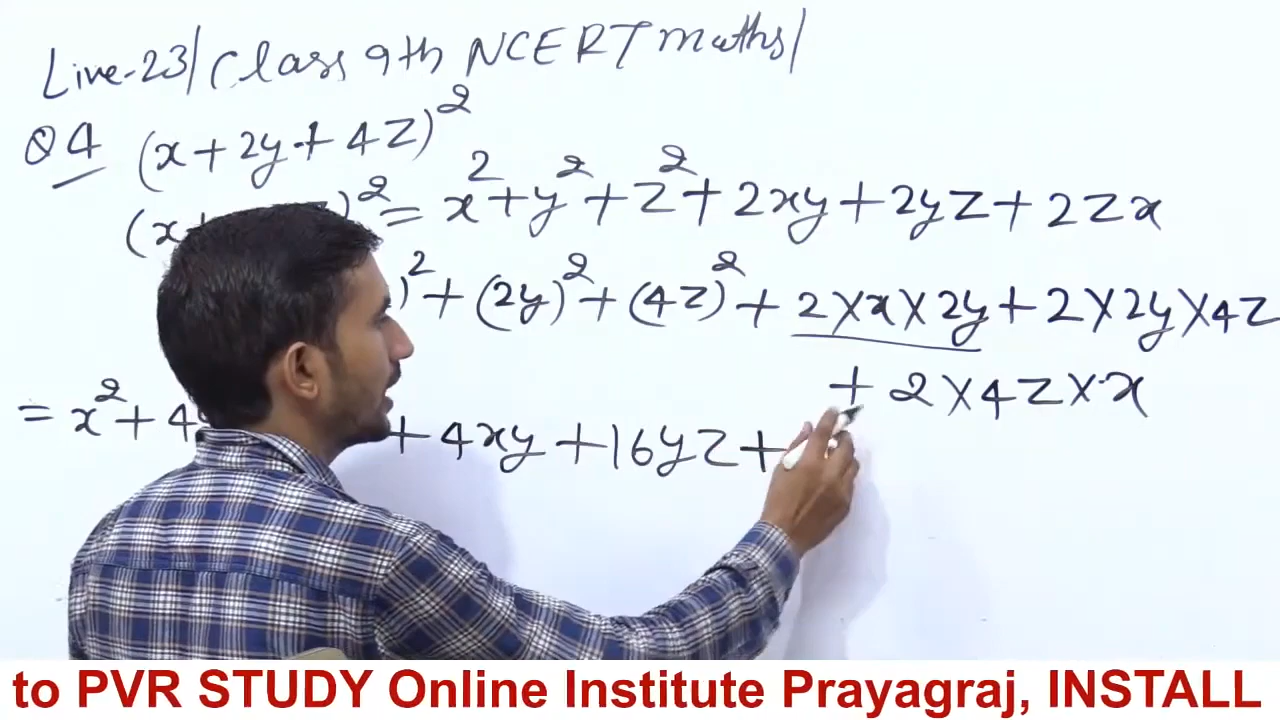 Live-23/Class 9th NCERT maths/
Q4 (x+2y+4z)²
(x )² = x²+y²+z²+2xy+2yz+2zx
)²+(2y)²+(4z)²+2×x×2y+2×2y×4z
+2×4z×x
= x²+4 +4xy+16yz+
to PVR STUDY Online Institute Prayagraj, INSTALL